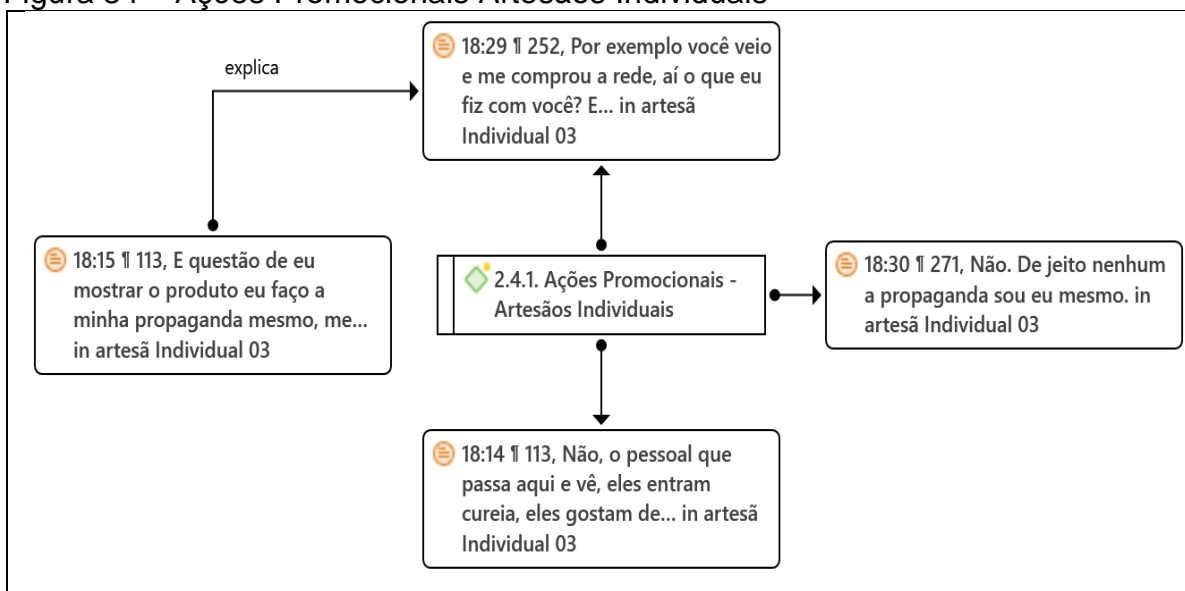 Figura 34 – Ações Promocionais Artesãos Individuais
18:29 ¶ 252, Por exemplo você veio
e me comprou a rede, aí o que eu
fiz com você? E... in artesã
Individual 03
explica
18:15 ¶ 113, E questão de eu
mostrar o produto eu faço a
minha propaganda mesmo, me...
in artesã Individual 03
2.4.1. Ações Promocionais -
Artesãos Individuais
18:30 ¶ 271, Não. De jeito nenhum
a propaganda sou eu mesmo. in
artesã Individual 03
18:14 ¶ 113, Não, o pessoal que
passa aqui e vê, eles entram
cureia, eles gostam de... in artesã
Individual 03